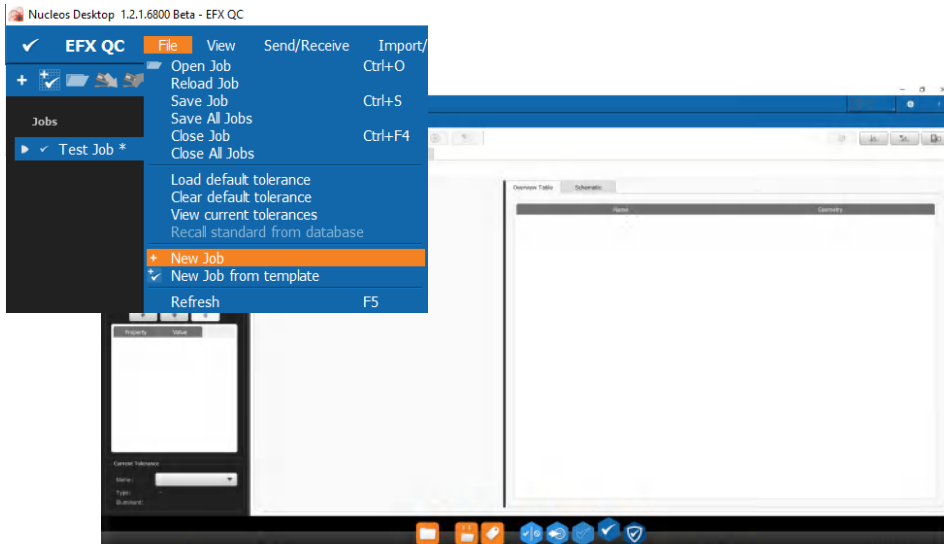 Nucleos Desktop 1.2.1.6800 Beta - EFX QC
EFX QC File View Send/Receive Import/
Open Job Ctrl+O
Reload Job
Save Job Ctrl+S
Save All Jobs
Close Job Ctrl+F4
Close All Jobs
Load default tolerance
Clear default tolerance
View current tolerances
Recall standard from database
New Job
New Job from template
Refresh F5
Jobs
Test Job *
Overview Table Schematic
Name Geometry
Property Value
Current Tolerance
Name:
Type: